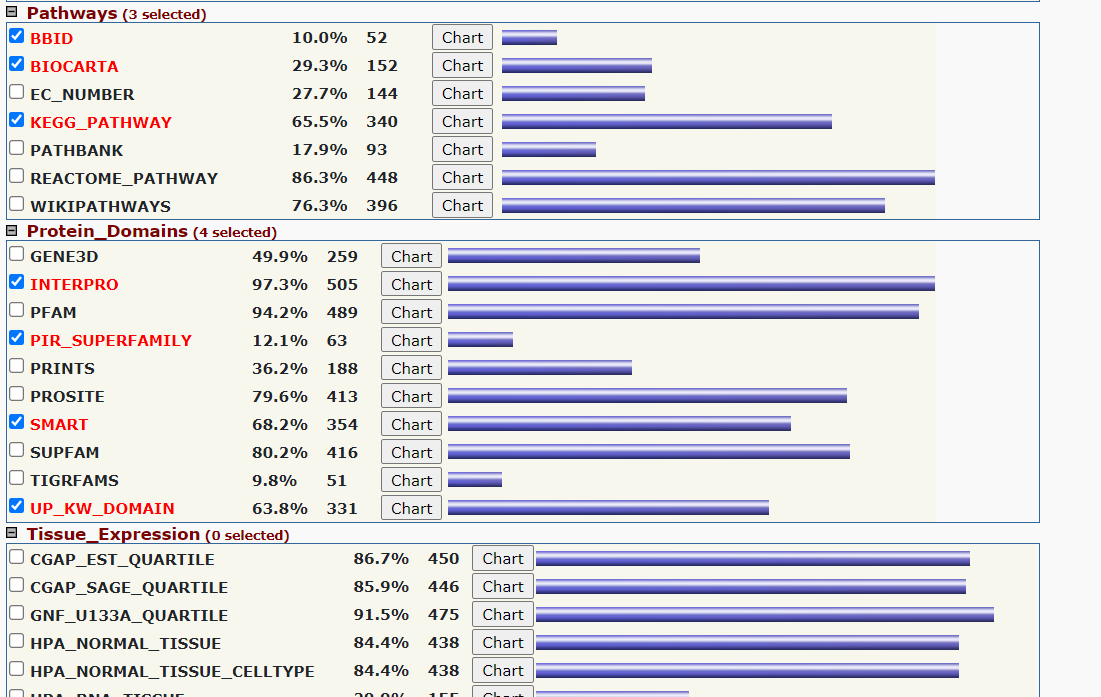 Pathways (3 selected)
BBID 10.0% 52 Chart
BIOCARTA 29.3% 152 Chart
EC_NUMBER 27.7% 144 Chart
KEGG_PATHWAY 65.5% 340 Chart
PATHBANK 17.9% 93 Chart
REACTOME_PATHWAY 86.3% 448 Chart
WIKIPATHWAYS 76.3% 396 Chart
Protein_Domains (4 selected)
GENE3D 49.9% 259 Chart
INTERPRO 97.3% 505 Chart
PFAM 94.2% 489 Chart
PIR_SUPERFAMILY 12.1% 63 Chart
PRINTS 36.2% 188 Chart
PROSITE 79.6% 413 Chart
SMART 68.2% 354 Chart
SUPFAM 80.2% 416 Chart
TIGRFAMS 9.8% 51 Chart
UP_KW_DOMAIN 63.8% 331 Chart
Tissue_Expression (0 selected)
CGAP_EST_QUARTILE 86.7% 450 Chart
CGAP_SAGE_QUARTILE 85.9% 446 Chart
GNF_U133A_QUARTILE 91.5% 475 Chart
HPA_NORMAL_TISSUE 84.4% 438 Chart
HPA_NORMAL_TISSUE_CELLTYPE 84.4% 438 Chart
HPA_RNA_TISSUE Chart